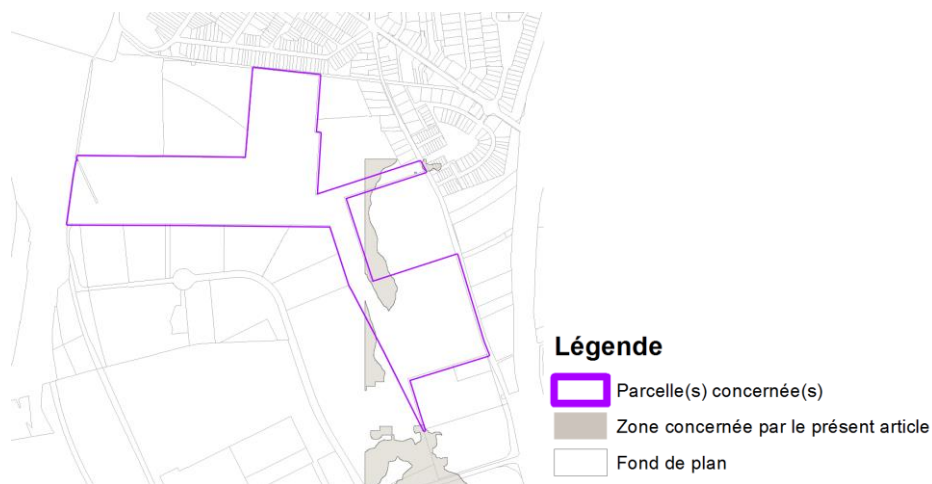 Légende
Parcelle(s) concernée(s)
Zone concernée par le présent article
Fond de plan